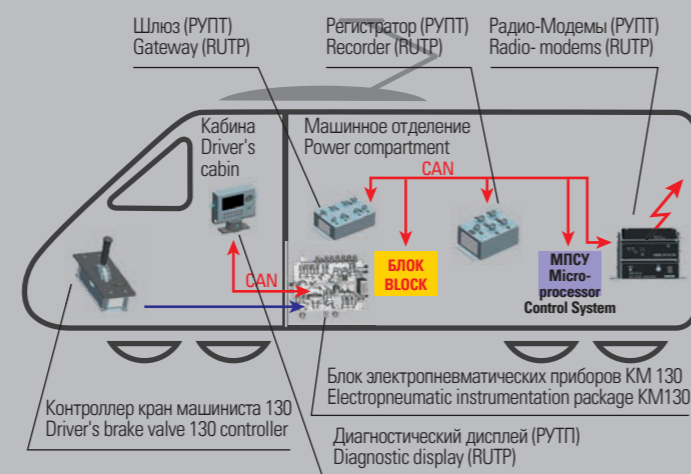 Шлюз (РУПТ)
Gateway (RUTP)
Регистратор (РУПТ)
Recorder (RUTP)
Радио-Модемы (РУПТ)
Radio- modems (RUTP)
Кабина
Driver's
cabin
Машинное отделение
Power compartment
CAN
CAN
БЛОК
BLOCK
МПСУ
Micro-
processor
Control System
Блок электропневматических приборов КМ 130
Electropneumatic instrumentation package KM130
Контроллер кран машиниста 130
Driver's brake valve 130 controller
Диагностический дисплей (РУТП)
Diagnostic display (RUTP)